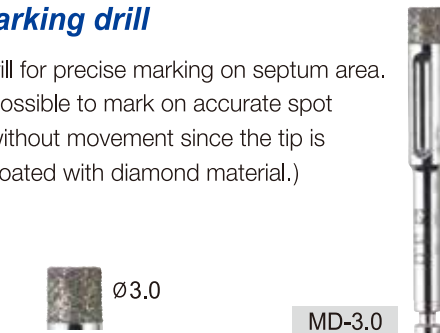 arking drill
ill for precise marking on septum area.
ossible to mark on accurate spot
without movement since the tip is
oated with diamond material.)
Ø3.0
MD-3.0